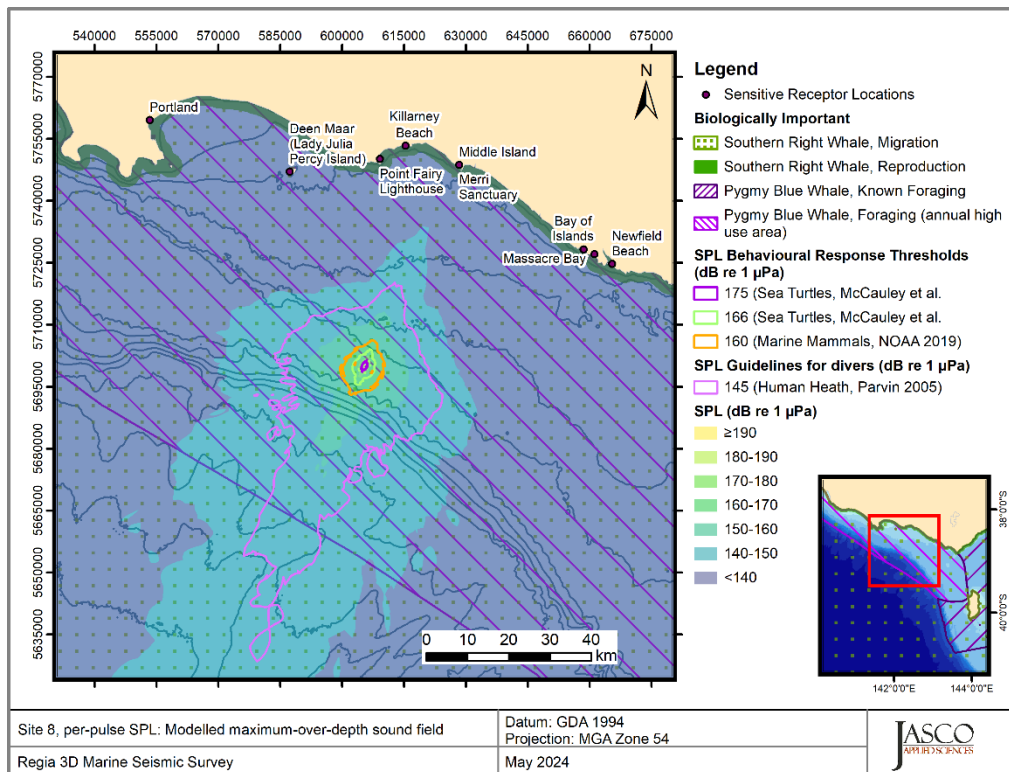 540000 555000 570000 585000 600000 615000 630000 645000 660000 675000
5770000
5755000
5740000
5725000
5710000
5695000
5680000
5665000
5650000
5635000
N
Portland
Deen Maar
(Lady Julia
Percy Island)
Killarney
Beach
Point Fairy
Lighthouse
Middle Island
Merri
Sanctuary
Bay of
Islands
Massacre Bay
Newfield
Beach
0 10 20 30 40
km
Legend
Sensitive Receptor Locations
Biologically Important
Southern Right Whale, Migration
Southern Right Whale, Reproduction
Pygmy Blue Whale, Known Foraging
Pygmy Blue Whale, Foraging (annual high
use area)
SPL Behavioural Response Thresholds
(dB re 1 µPa)
175 (Sea Turtles, McCauley et al.
166 (Sea Turtles, McCauley et al.
160 (Marine Mammals, NOAA 2019)
SPL Guidelines for divers (dB re 1 µPa)
145 (Human Heath, Parvin 2005)
SPL (dB re 1 µPa)
≥190
180-190
170-180
160-170
150-160
140-150
<140
38°0'0"S
40°0'0"S
142°0'0"E 144°0'0"E
Site 8, per-pulse SPL: Modelled maximum-over-depth sound field
Regia 3D Marine Seismic Survey
Datum: GDA 1994
Projection: MGA Zone 54
May 2024
JASCO
APPLIED SCIENCES